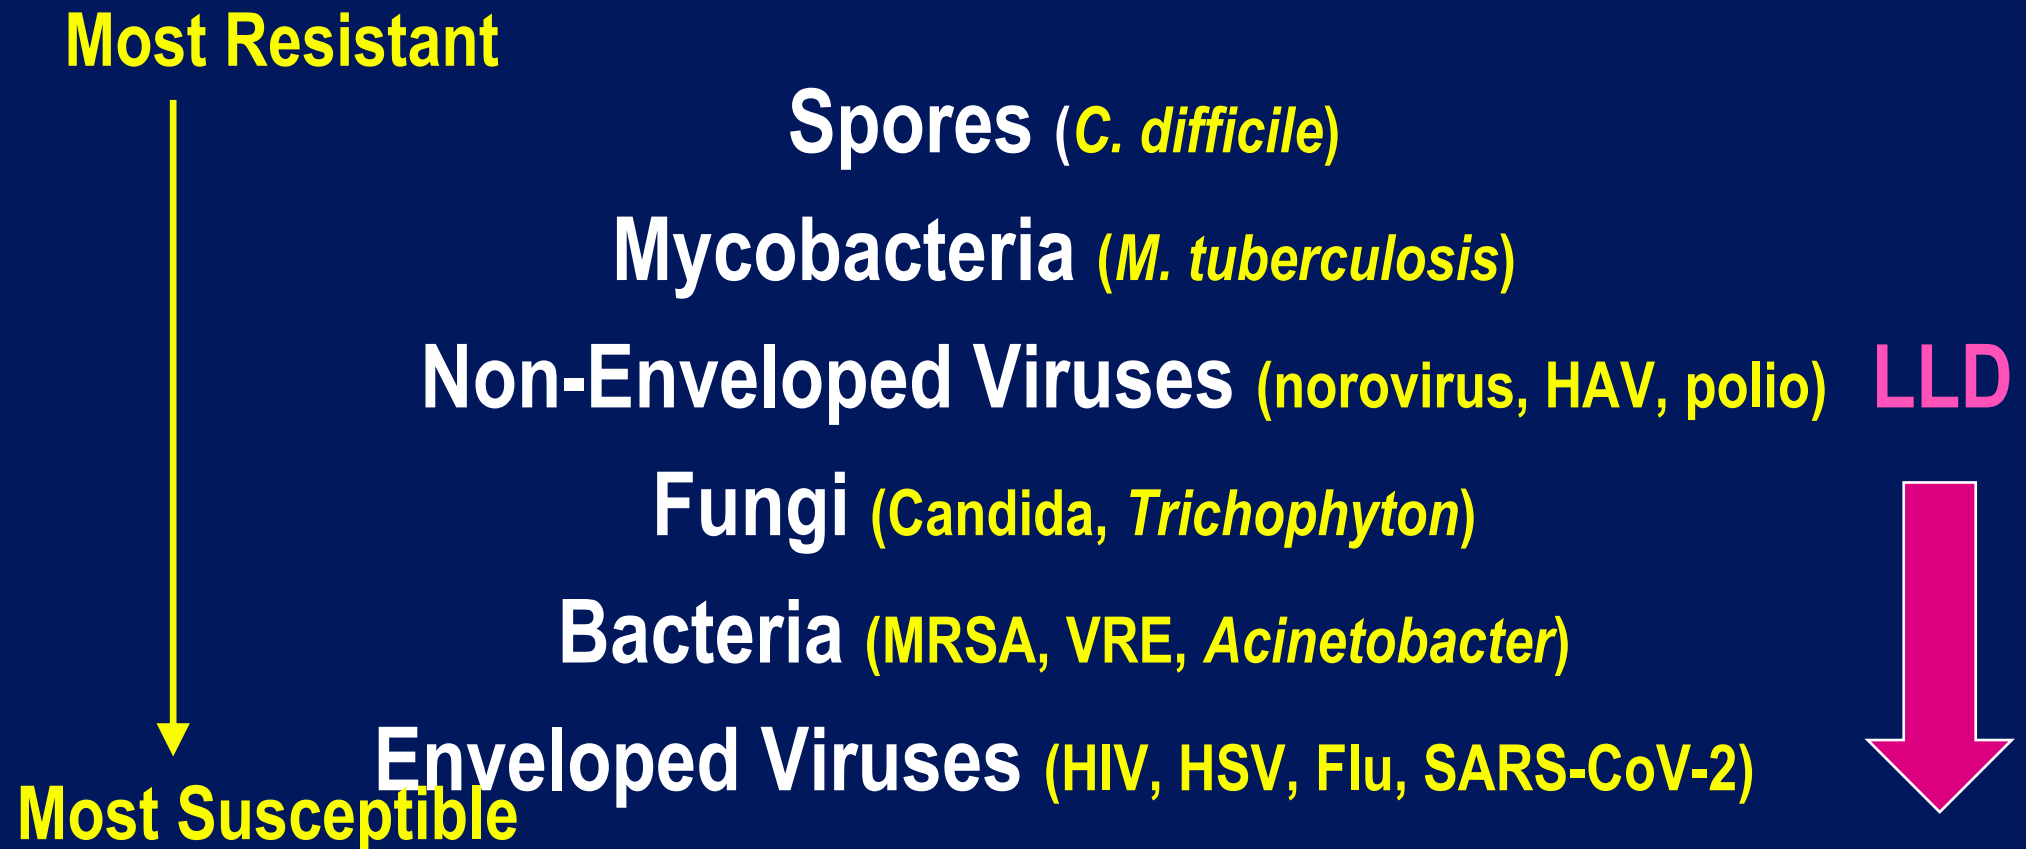 Most Resistant
Spores (C. difficile)
Mycobacteria (M. tuberculosis)
Non-Enveloped Viruses (norovirus, HAV, polio) LLD
Fungi (Candida, Trichophyton)
Bacteria (MRSA, VRE, Acinetobacter)
Enveloped Viruses (HIV, HSV, Flu, SARS-CoV-2)
Most Susceptible